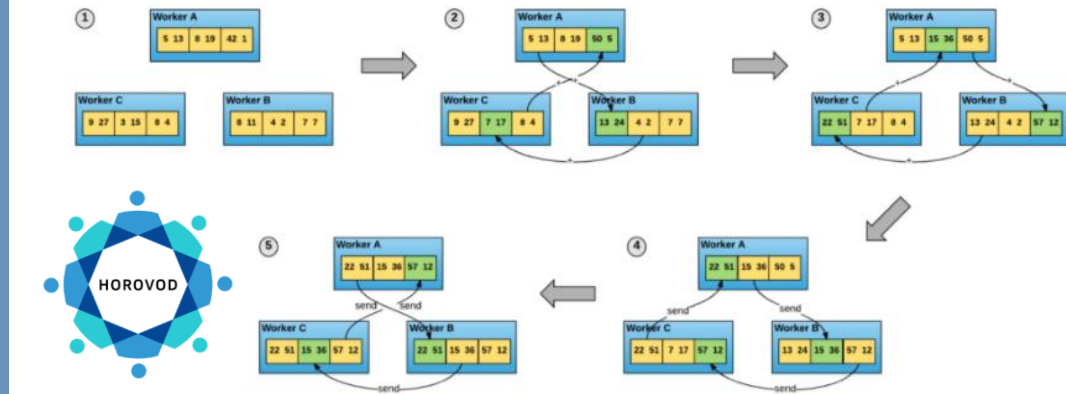 1
Worker A
5 13 8 19 42 1
Worker C
9 27 3 15 8 4
Worker B
8 11 4 2 7 7
2
Worker A
5 13 8 19 50 5
+ +
Worker C
9 27 7 17 8 4
Worker B
13 24 4 2 7 7
+
3
Worker A
5 13 15 36 50 5
+ +
Worker C
22 51 7 17 8 4
Worker B
13 24 4 2 57 12
+
HOROVOD
5
Worker A
22 51 15 36 57 12
send send
Worker C
22 51 15 36 57 12
Worker B
22 51 15 36 57 12
send
4
Worker A
22 51 15 36 50 5
send send
Worker C
22 51 7 17 57 12
Worker B
13 24 15 36 57 12
send